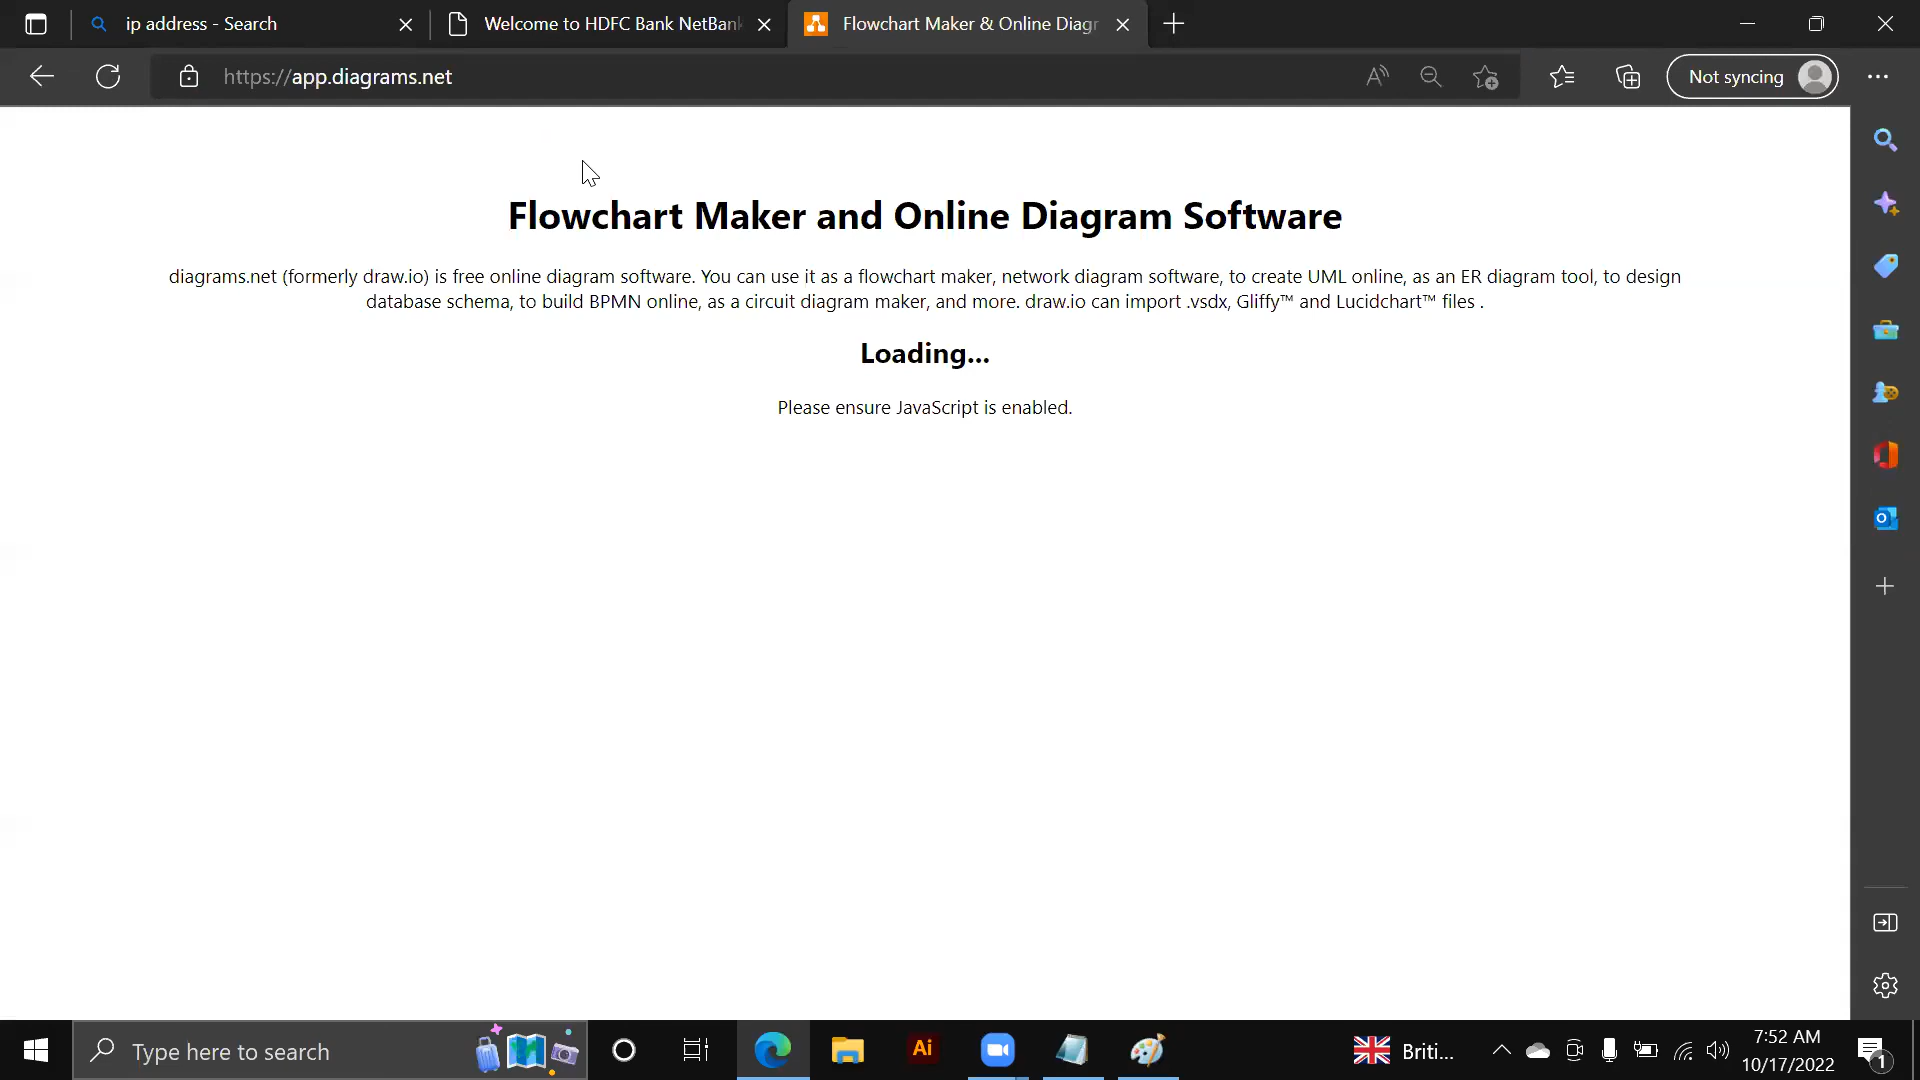 ip address - Search
Welcome to HDFC Bank NetBank
Flowchart Maker & Online Diagr
https://app.diagrams.net
A
Not syncing
Flowchart Maker and Online Diagram Software
diagrams.net (formerly draw.io) is free online diagram software. You can use it as a flowchart maker, network diagram software, to create UML online, as an ER diagram tool, to design
database schema, to build BPMN online, as a circuit diagram maker, and more. draw.io can import .vsdx, Gliffy™ and Lucidchart™ files .
Loading...
Please ensure JavaScript is enabled.
Type here to search
Ai
Briti...
7:52 AM
10/17/2022
1